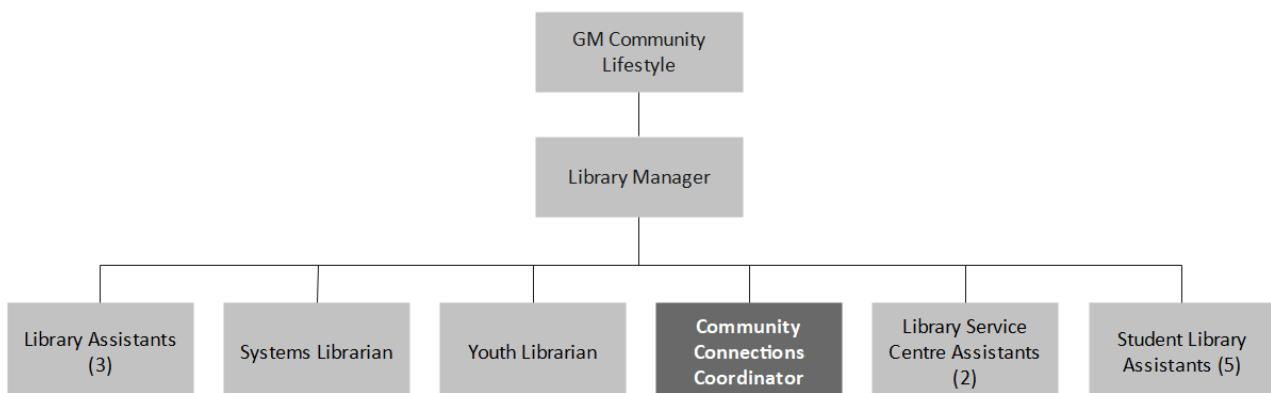 GM Community
Lifestyle
Library Manager
Library Assistants
(3)
Systems Librarian
Youth Librarian
Community
Connections
Coordinator
Library Service
Centre Assistants
(2)
Student Library
Assistants (5)